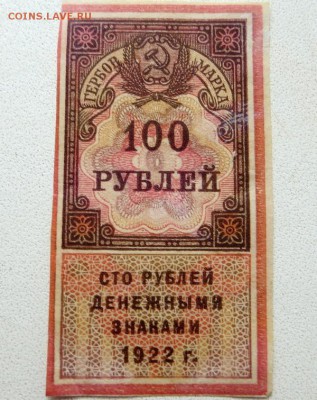 COINS.LAVE.RU
ГЕРБОВ. МАРКА
100
РУБЛЕЙ
СТО РУБЛЕЙ
ДЕНЕЖНЫМЯ
ЗНАКАМИ
1922 г.